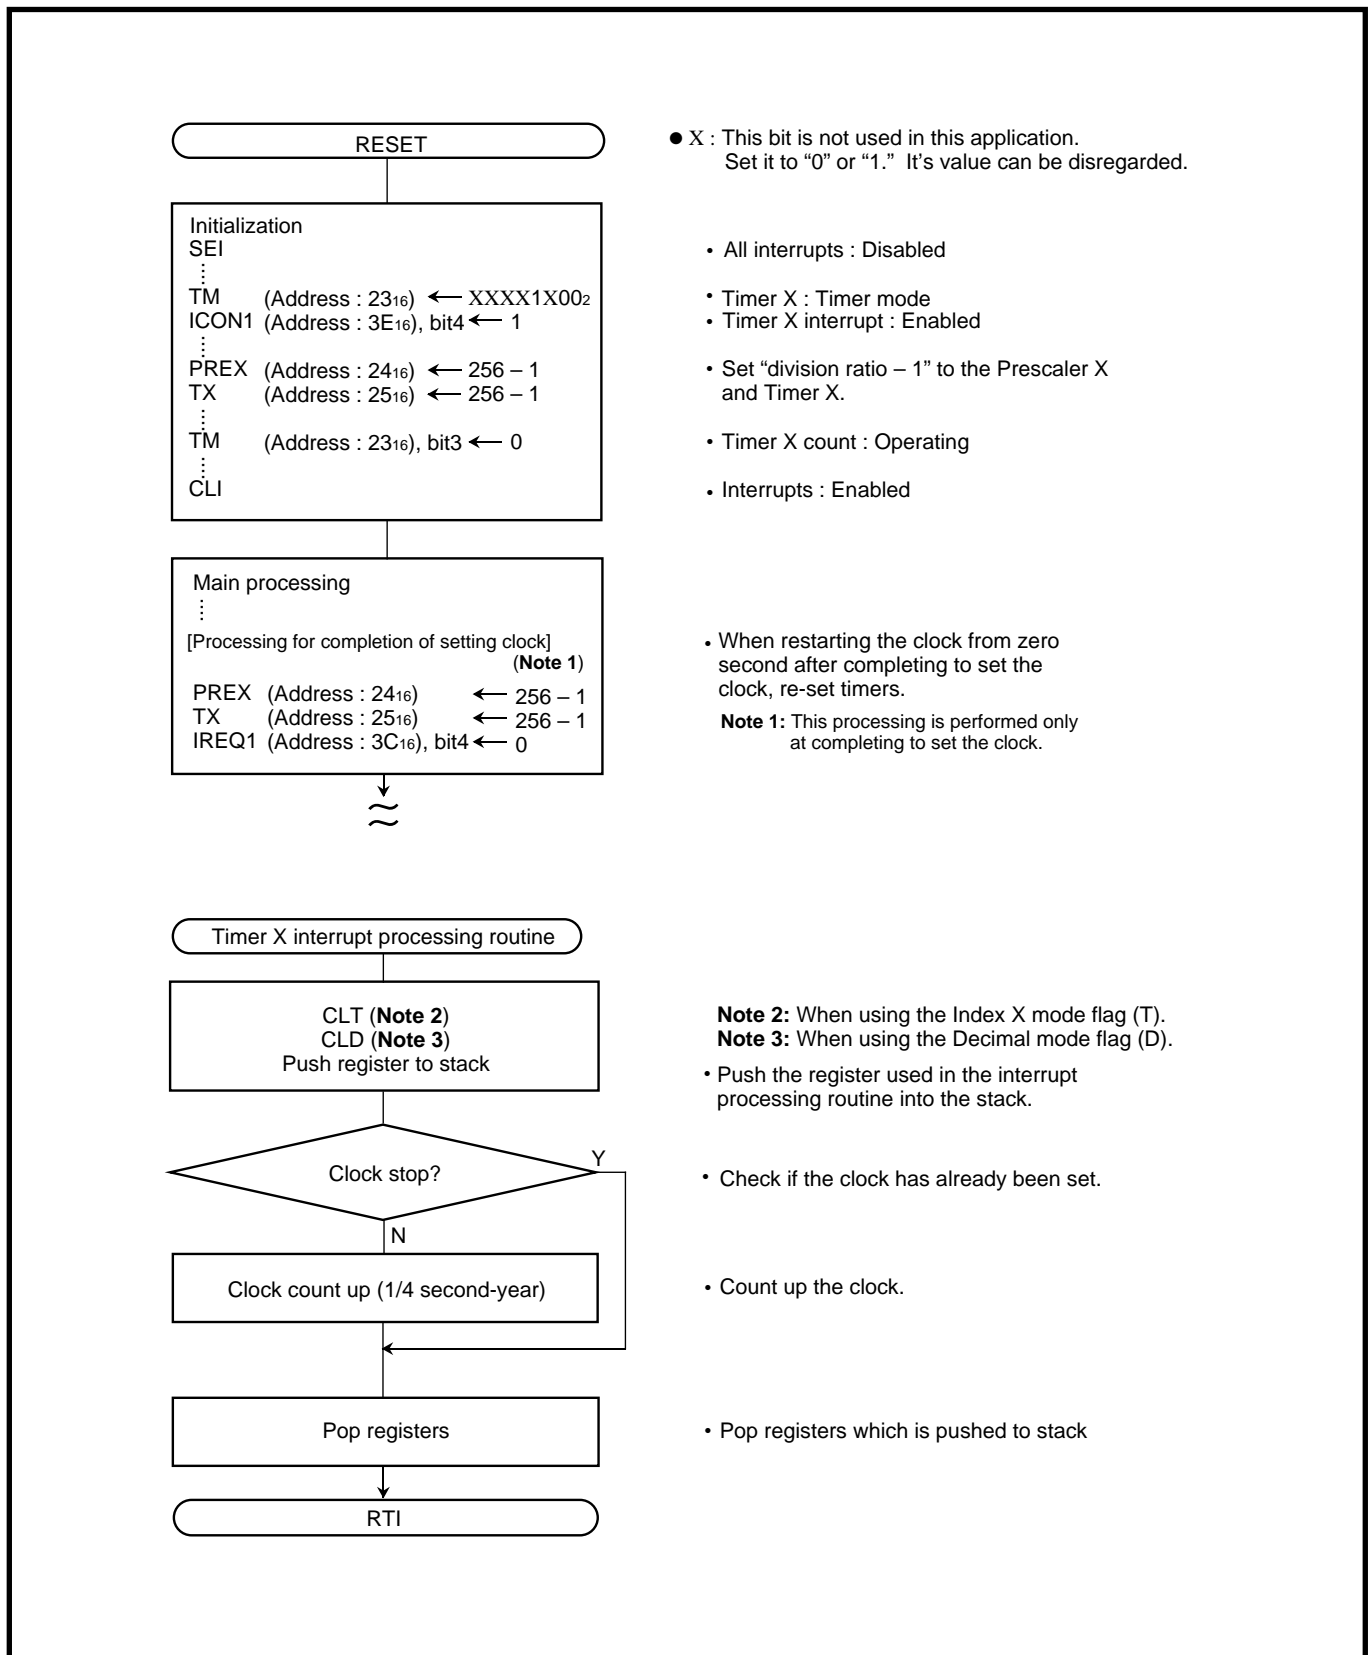 RESET
● X : This bit is not used in this application.
Set it to “0” or “1.” It’s value can be disregarded.
Initialization
SEI
• All interrupts : Disabled
TM (Address : 2316) ← XXXX1X002
• Timer X : Timer mode
ICON1 (Address : 3E16), bit4 ← 1
• Timer X interrupt : Enabled
PREX (Address : 2416) ← 256 – 1
• Set “division ratio – 1” to the Prescaler X
TX (Address : 2516) ← 256 – 1
and Timer X.
TM (Address : 2316), bit3 ← 0
• Timer X count : Operating
CLI
• Interrupts : Enabled
Main processing
[Processing for completion of setting clock]
(Note 1)
• When restarting the clock from zero
second after completing to set the
clock, re-set timers.
PREX (Address : 2416) ← 256 – 1
TX (Address : 2516) ← 256 – 1
IREQ1 (Address : 3C16), bit4 ← 0
Note 1: This processing is performed only
at completing to set the clock.
Timer X interrupt processing routine
CLT (Note 2)
CLD (Note 3)
Push register to stack
Note 2: When using the Index X mode flag (T).
Note 3: When using the Decimal mode flag (D).
• Push the register used in the interrupt
processing routine into the stack.
Clock stop?
Y
• Check if the clock has already been set.
N
Clock count up (1/4 second-year)
• Count up the clock.
Pop registers
• Pop registers which is pushed to stack
RTI